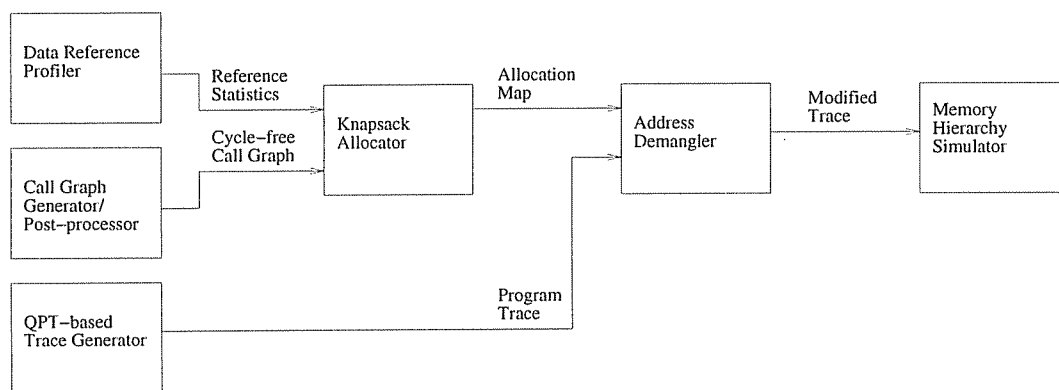 Data Reference
Profiler
Reference
Statistics
Cycle-free
Call Graph
Call Graph
Generator/
Post-processor
QPT-based
Trace Generator
Knapsack
Allocator
Allocation
Map
Program
Trace
Address
Demangler
Modified
Trace
Memory
Hierarchy
Simulator